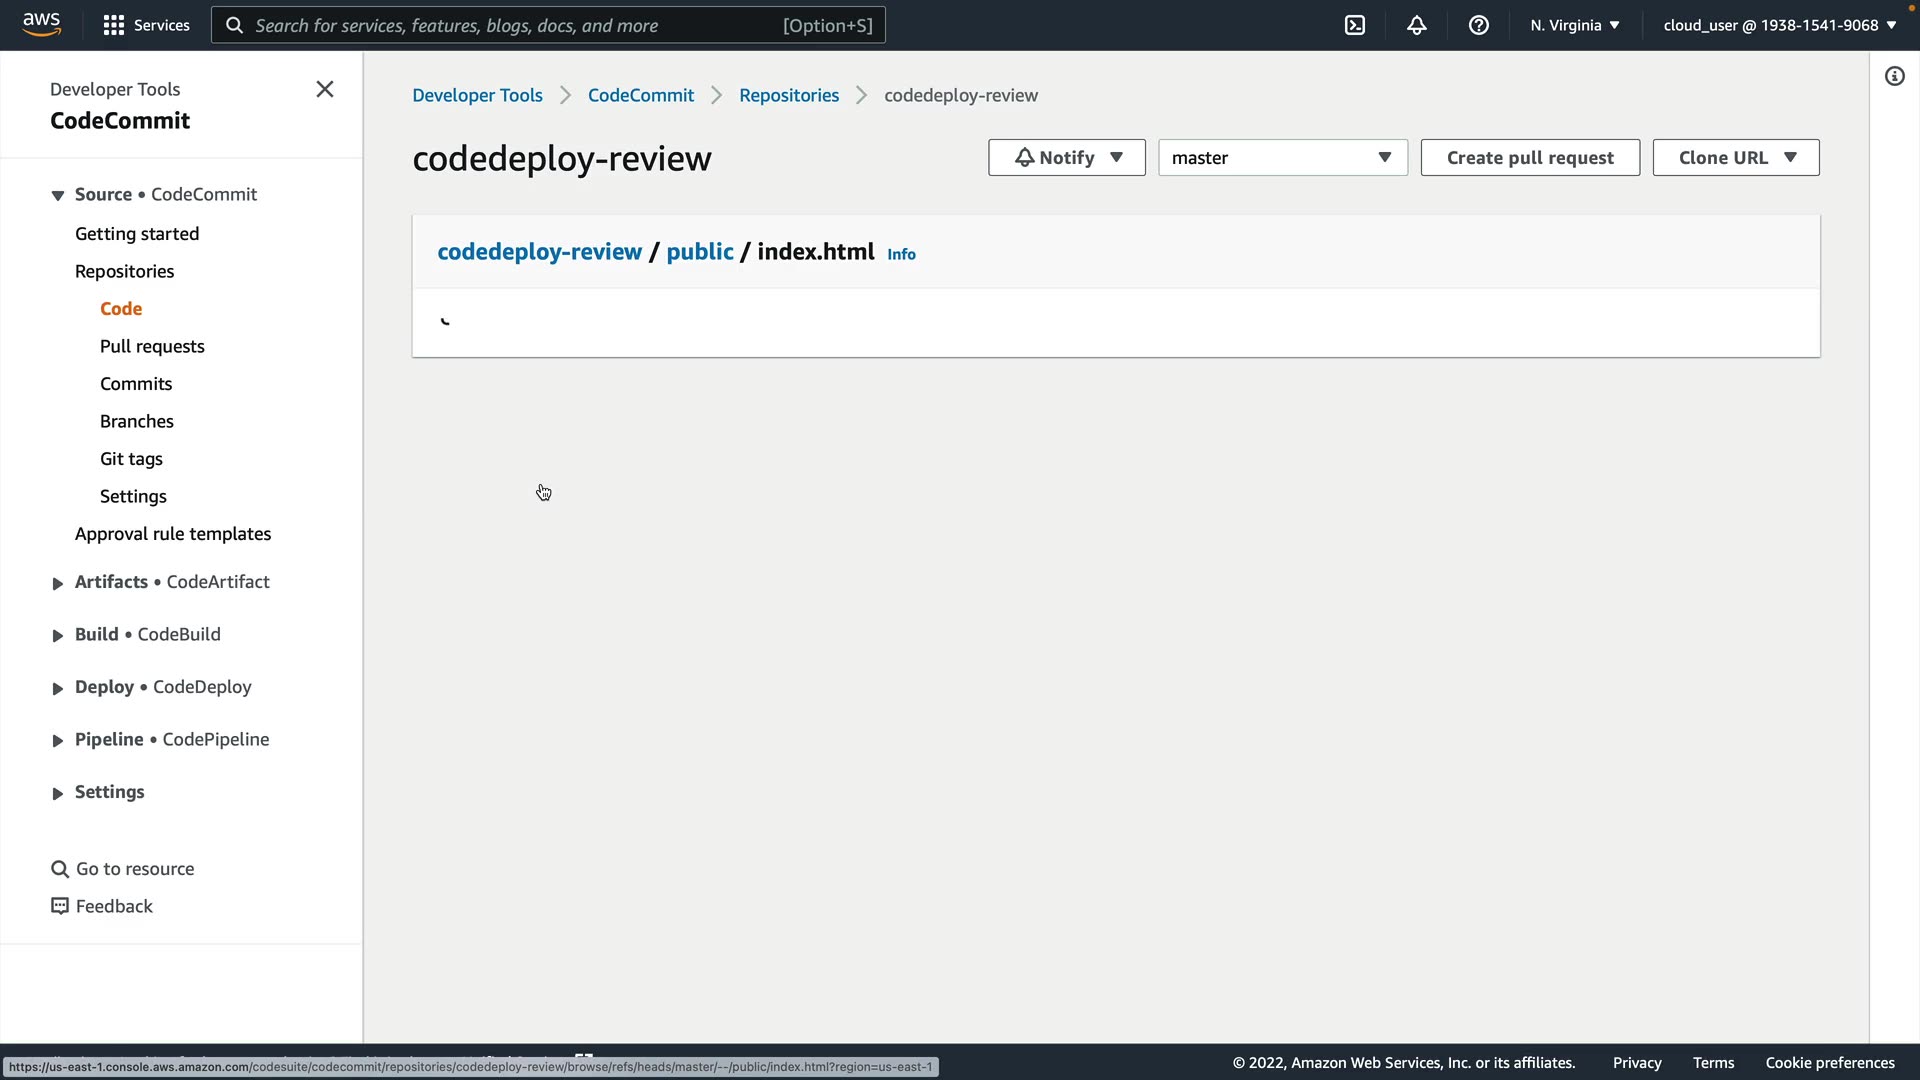 aws
Services
Search for services, features, blogs, docs, and more
[Option+S]
N. Virginia
cloud_user @ 1938-1541-9068
Developer Tools
CodeCommit
Source • CodeCommit
Getting started
Repositories
Code
Pull requests
Commits
Branches
Git tags
Settings
Approval rule templates
Artifacts • CodeArtifact
Build • CodeBuild
Deploy • CodeDeploy
Pipeline • CodePipeline
Settings
Go to resource
Feedback
Developer Tools
CodeCommit
Repositories
codedeploy-review
codedeploy-review
Notify
master
Create pull request
Clone URL
codedeploy-review / public / index.html Info
https://us-east-1.console.aws.amazon.com/codesuite/codecommit/repositories/codedeploy-review/browse/refs/heads/master/--/public/index.html?region=us-east-1
© 2022, Amazon Web Services, Inc. or its affiliates.
Privacy
Terms
Cookie preferences